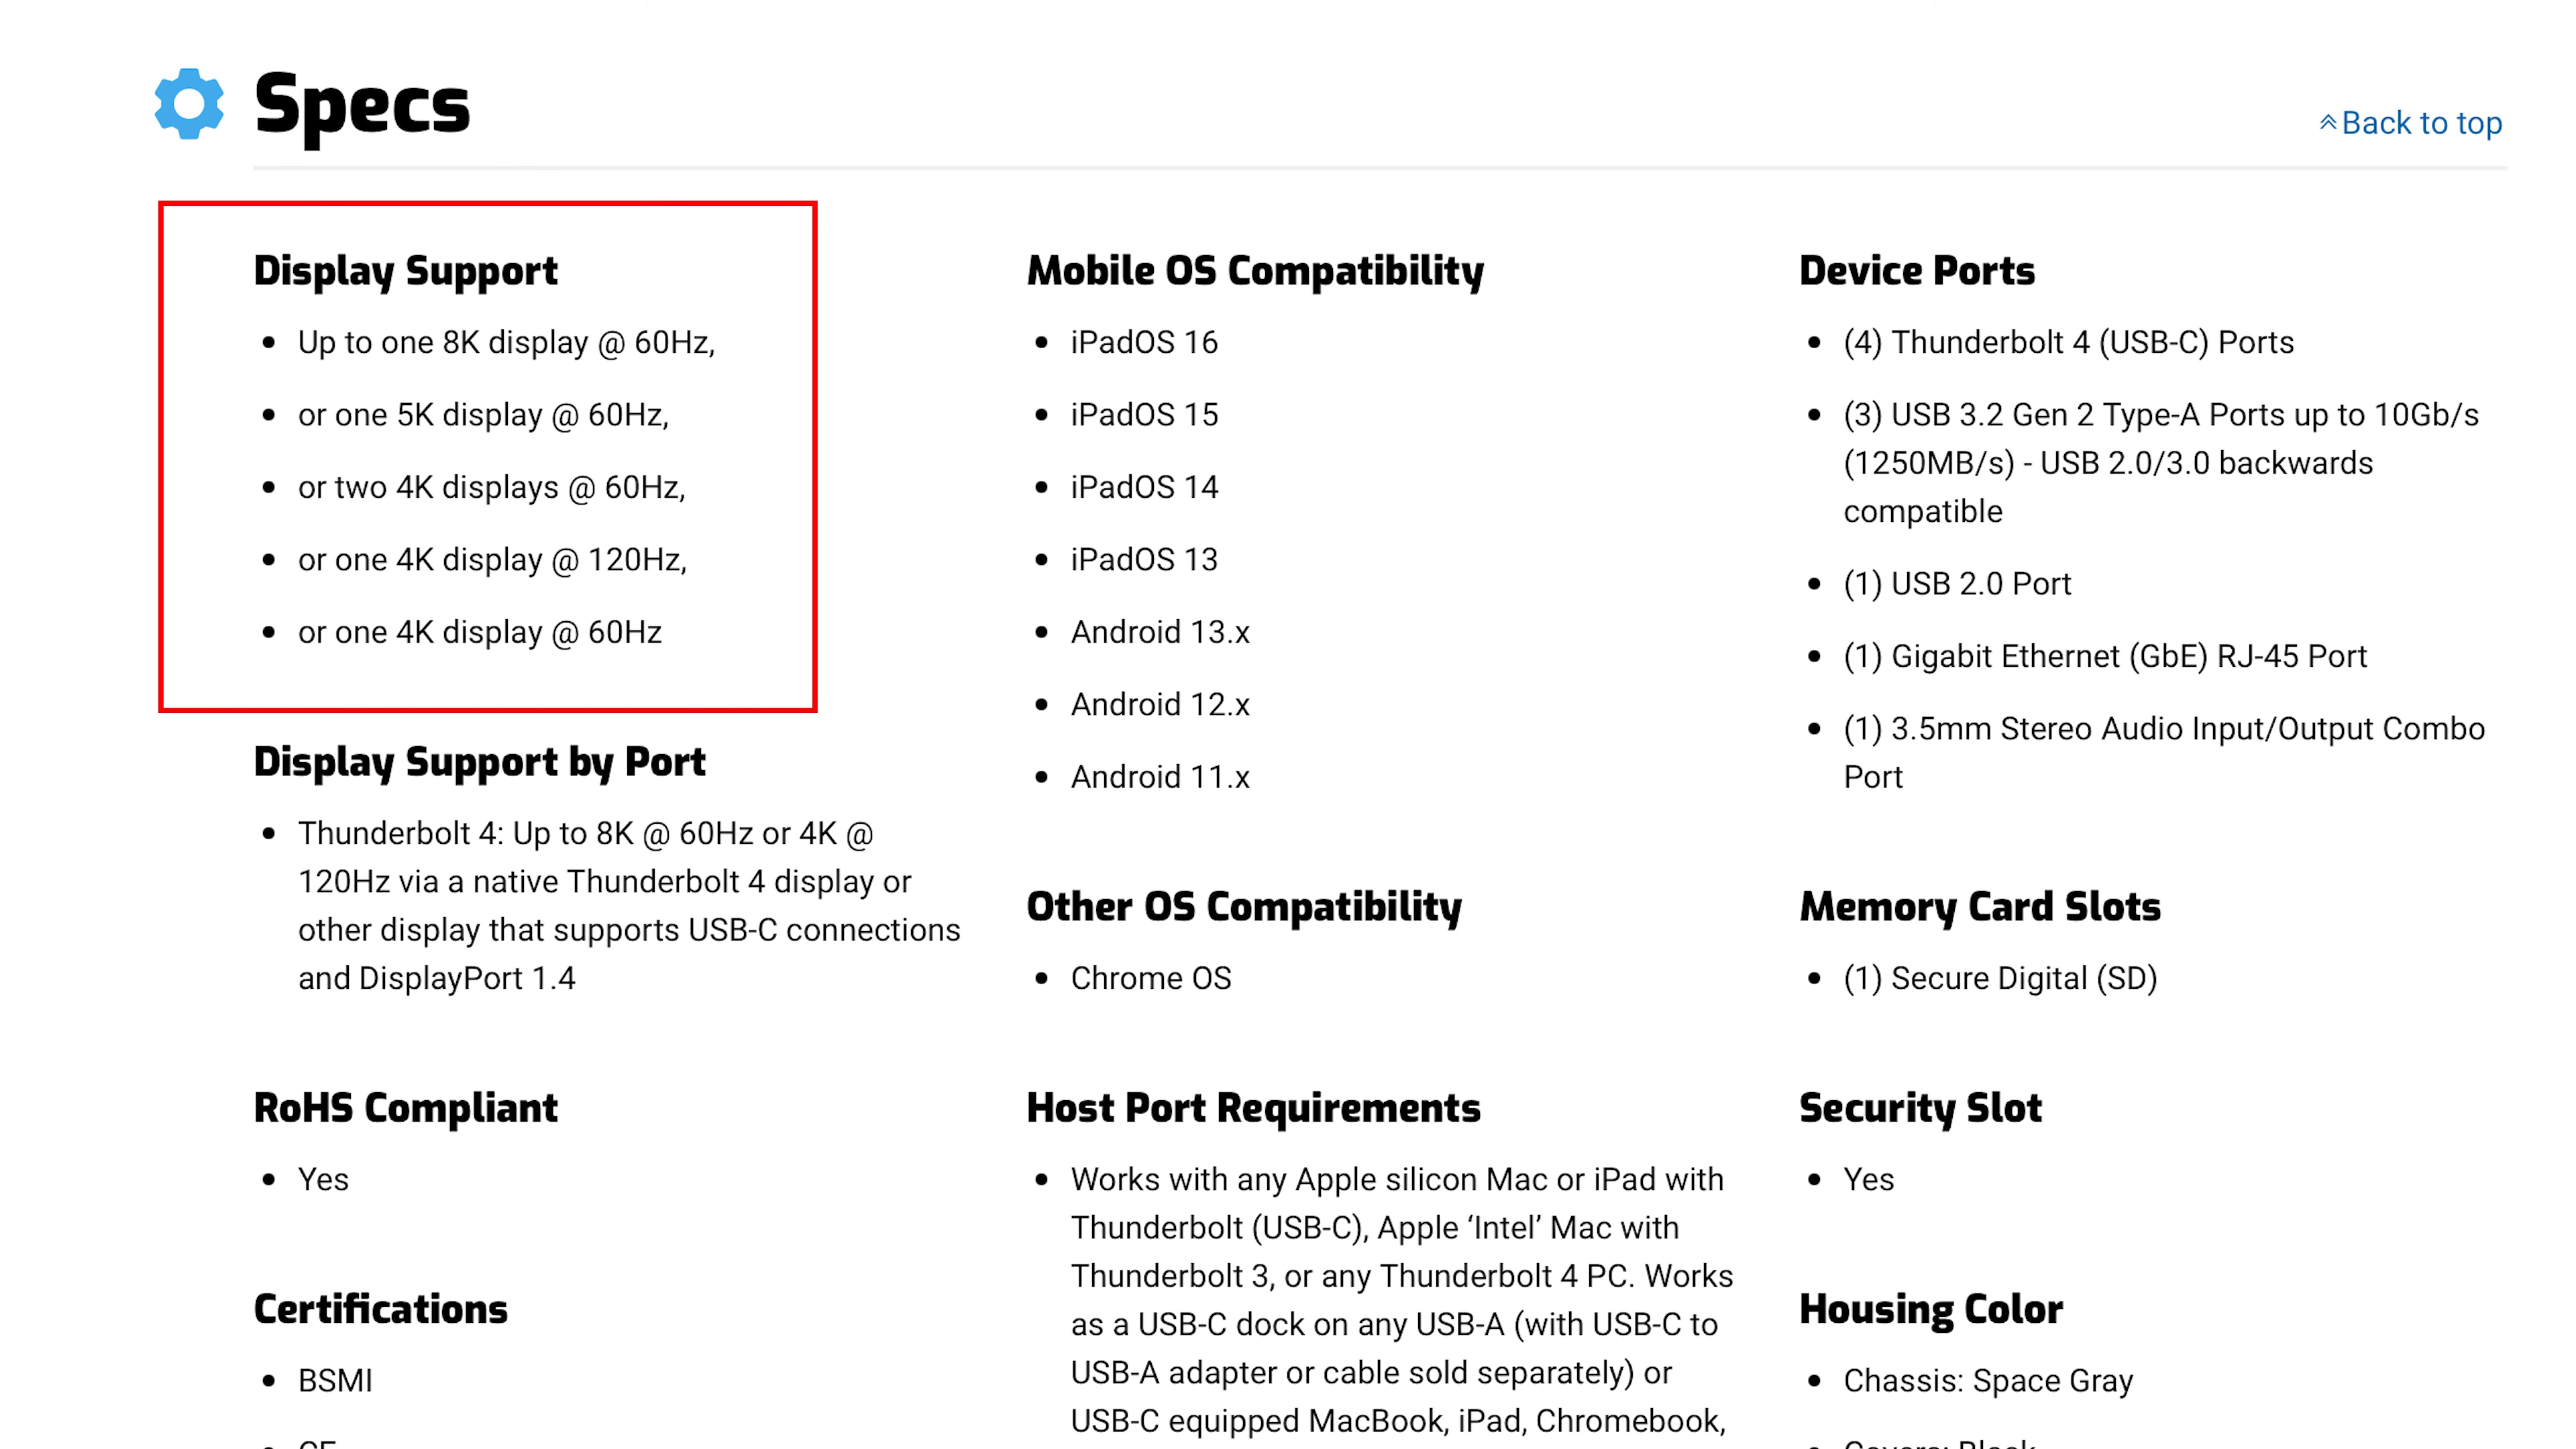 Specs
Back to top
Display Support
Up to one 8K display @ 60Hz,
or one 5K display @ 60Hz,
or two 4K displays @ 60Hz,
or one 4K display @ 120Hz,
or one 4K display @ 60Hz
Display Support by Port
Thunderbolt 4: Up to 8K @ 60Hz or 4K @
120Hz via a native Thunderbolt 4 display or
other display that supports USB-C connections
and DisplayPort 1.4
RoHS Compliant
Yes
Certifications
BSMI
CE
Mobile OS Compatibility
iPadOS 16
iPadOS 15
iPadOS 14
iPadOS 13
Android 13.x
Android 12.x
Android 11.x
Other OS Compatibility
Chrome OS
Host Port Requirements
Works with any Apple silicon Mac or iPad with
Thunderbolt (USB-C), Apple ‘Intel’ Mac with
Thunderbolt 3, or any Thunderbolt 4 PC. Works
as a USB-C dock on any USB-A (with USB-C to
USB-A adapter or cable sold separately) or
USB-C equipped MacBook, iPad, Chromebook,
Device Ports
(4) Thunderbolt 4 (USB-C) Ports
(3) USB 3.2 Gen 2 Type-A Ports up to 10Gb/s
(1250MB/s) - USB 2.0/3.0 backwards
compatible
(1) USB 2.0 Port
(1) Gigabit Ethernet (GbE) RJ-45 Port
(1) 3.5mm Stereo Audio Input/Output Combo
Port
Memory Card Slots
(1) Secure Digital (SD)
Security Slot
Yes
Housing Color
Chassis: Space Gray
Covers: Black